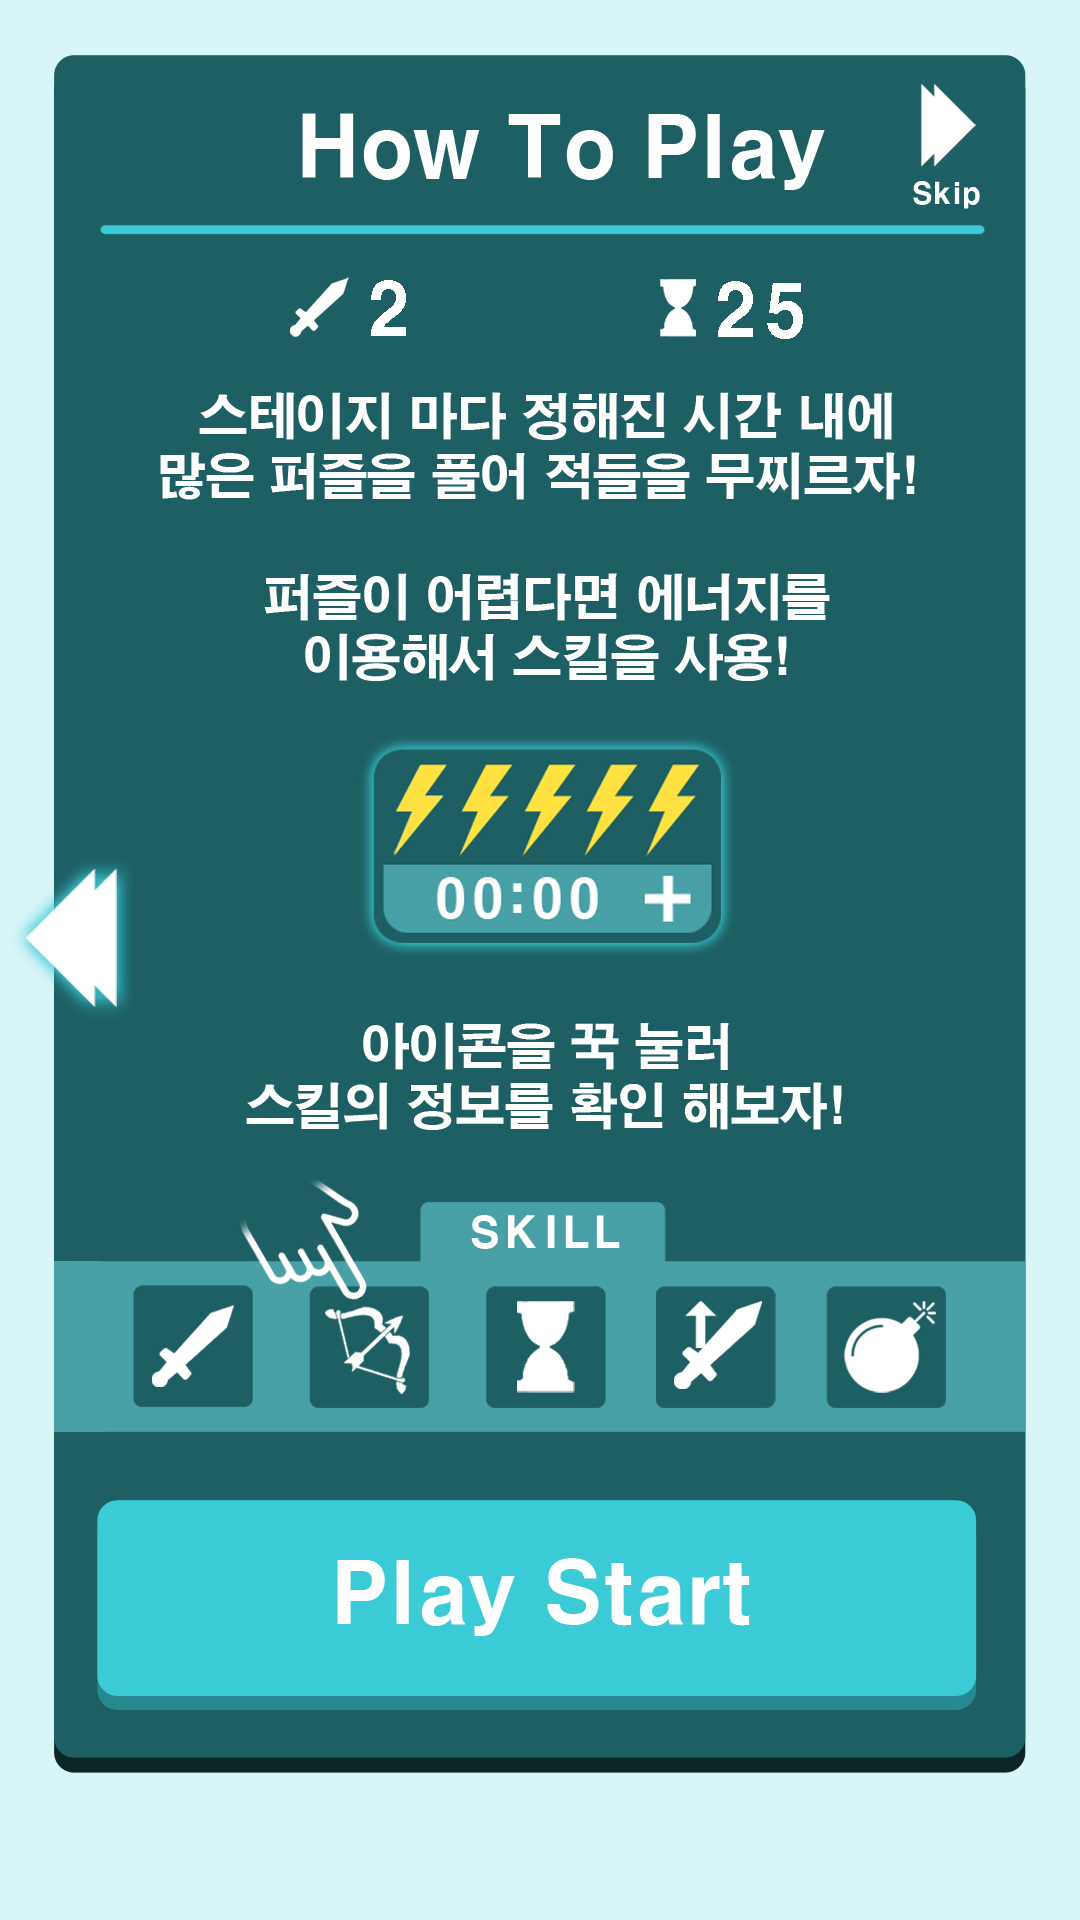 How To Play
Skip
2
25
스테이지 마다 정해진 시간 내에
많은 퍼즐을 풀어 적들을 무찌르자!
퍼즐이 어렵다면 에너지를
이용해서 스킬을 사용!
00:00 +
아이콘을 꾹 눌러
스킬의 정보를 확인 해보자!
SKILL
Play Start